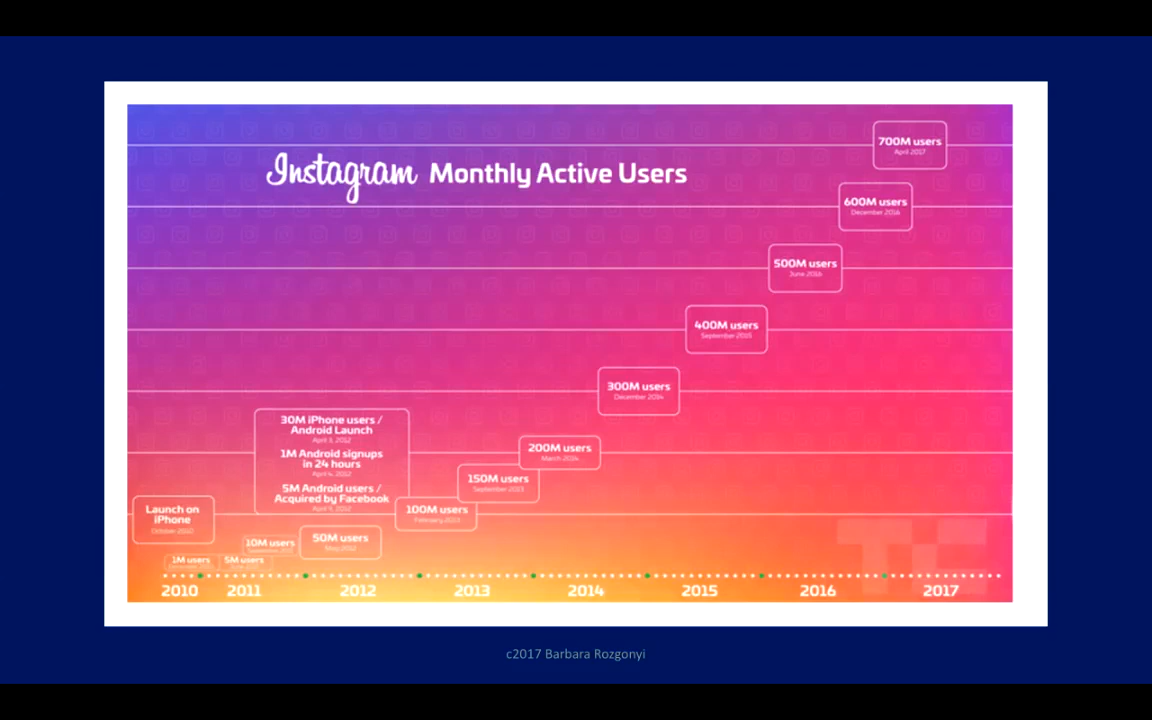 Instagram Monthly Active Users
700M users
April 2017
600M users
December 2016
500M users
June 2016
400M users
September 2015
300M users
December 2014
30M iPhone users /
Android Launch
April 3, 2012
1M Android signups
in 24 hours
April 4, 2012
5M Android users /
Acquired by Facebook
April 9, 2012
200M users
March 2014
150M users
September 2013
100M users
February 2013
Launch on
iPhone
October 2010
50M users
May 2012
10M users
1M users
5M users
2010 2011 2012 2013 2014 2015 2016 2017
c2017 Barbara Rozgonyi